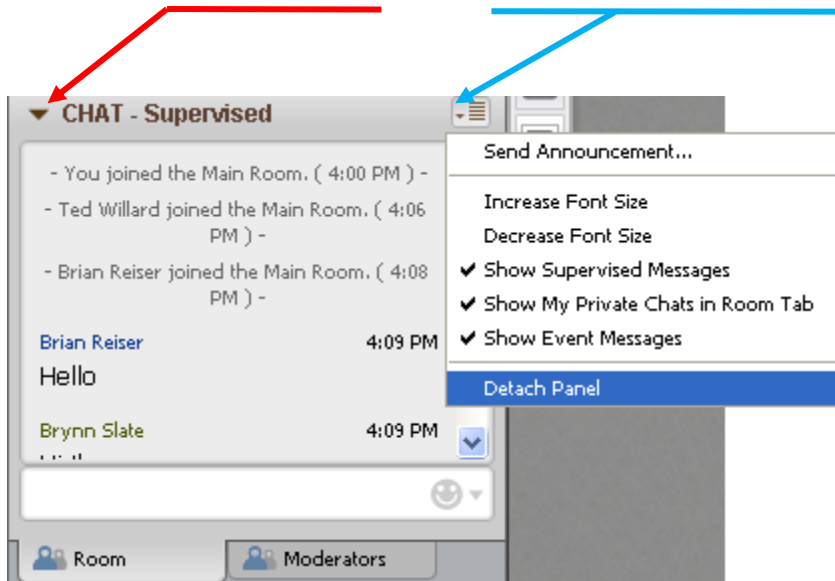 CHAT - Supervised
- You joined the Main Room. ( 4:00 PM ) -
- Ted Willard joined the Main Room. ( 4:06
PM ) -
- Brian Reiser joined the Main Room. ( 4:08
PM ) -
Brian Reiser 4:09 PM
Hello
Brynn Slate 4:09 PM
Send Announcement...
Increase Font Size
Decrease Font Size
✔ Show Supervised Messages
✔ Show My Private Chats in Room Tab
✔ Show Event Messages
Detach Panel
Room
Moderators